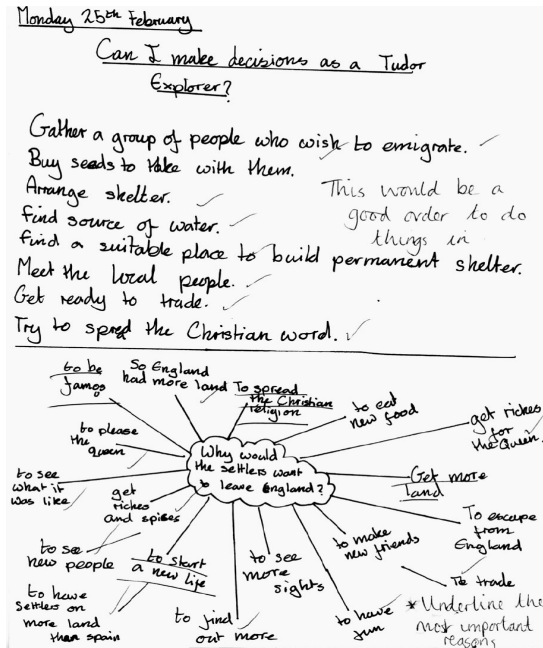 Monday 25th February
Can I make decisions as a Tudor
Explorer?
Gather a group of people who wish to emigrate.
Buy seeds to take with them.
Arrange shelter.
find source of water.
find a suitable place to build permanent shelter.
Meet the local people.
Get ready to trade.
Try to spred the Christian word.
This would be a
good order to do
things in
to be
famos
So England
had more land
To spread
the Christian
religion
to eat
new food
get riches
for
the Queen
to please
the queen
Why would
the settlers want
to leave England?
Get more
land
to see
what it
was like
get
riches
and spices
To escape
from
England
to see
new people
to start
a new life
to see
more
sights
to make
new friends
To trade
to have
settlers on
more land
than spain
to find
out more
to have
fun
* Underline the
most important
reasons